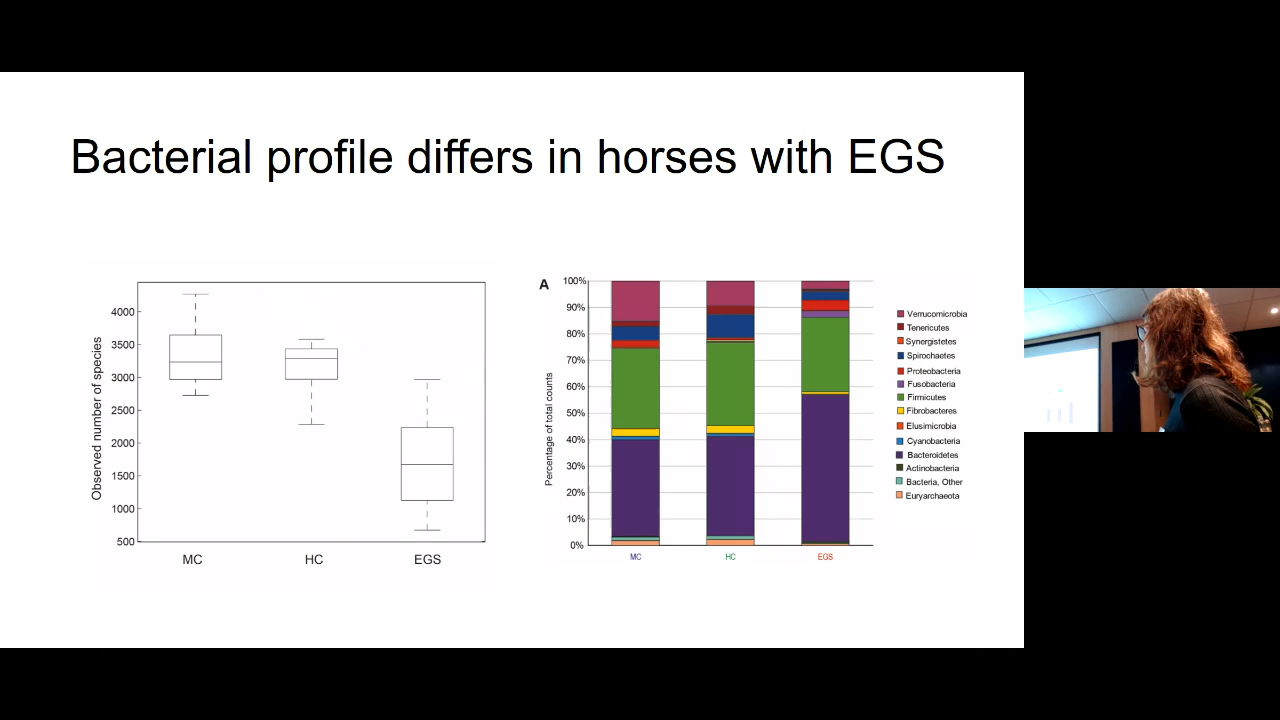 Bacterial profile differs in horses with EGS
Observed number of species
4000
3500
3000
2500
2000
1500
1000
500
MC HC EGS
A
Percentage of total counts
100%
90%
80%
70%
60%
50%
40%
30%
20%
10%
0%
MC HC EGS
Verrucomicrobia
Tenericutes
Synergistetes
Spirochaetes
Proteobacteria
Fusobacteria
Firmicutes
Fibrobacteres
Elusimicrobia
Cyanobacteria
Bacteroidetes
Actinobacteria
Bacteria, Other
Euryarchaeota